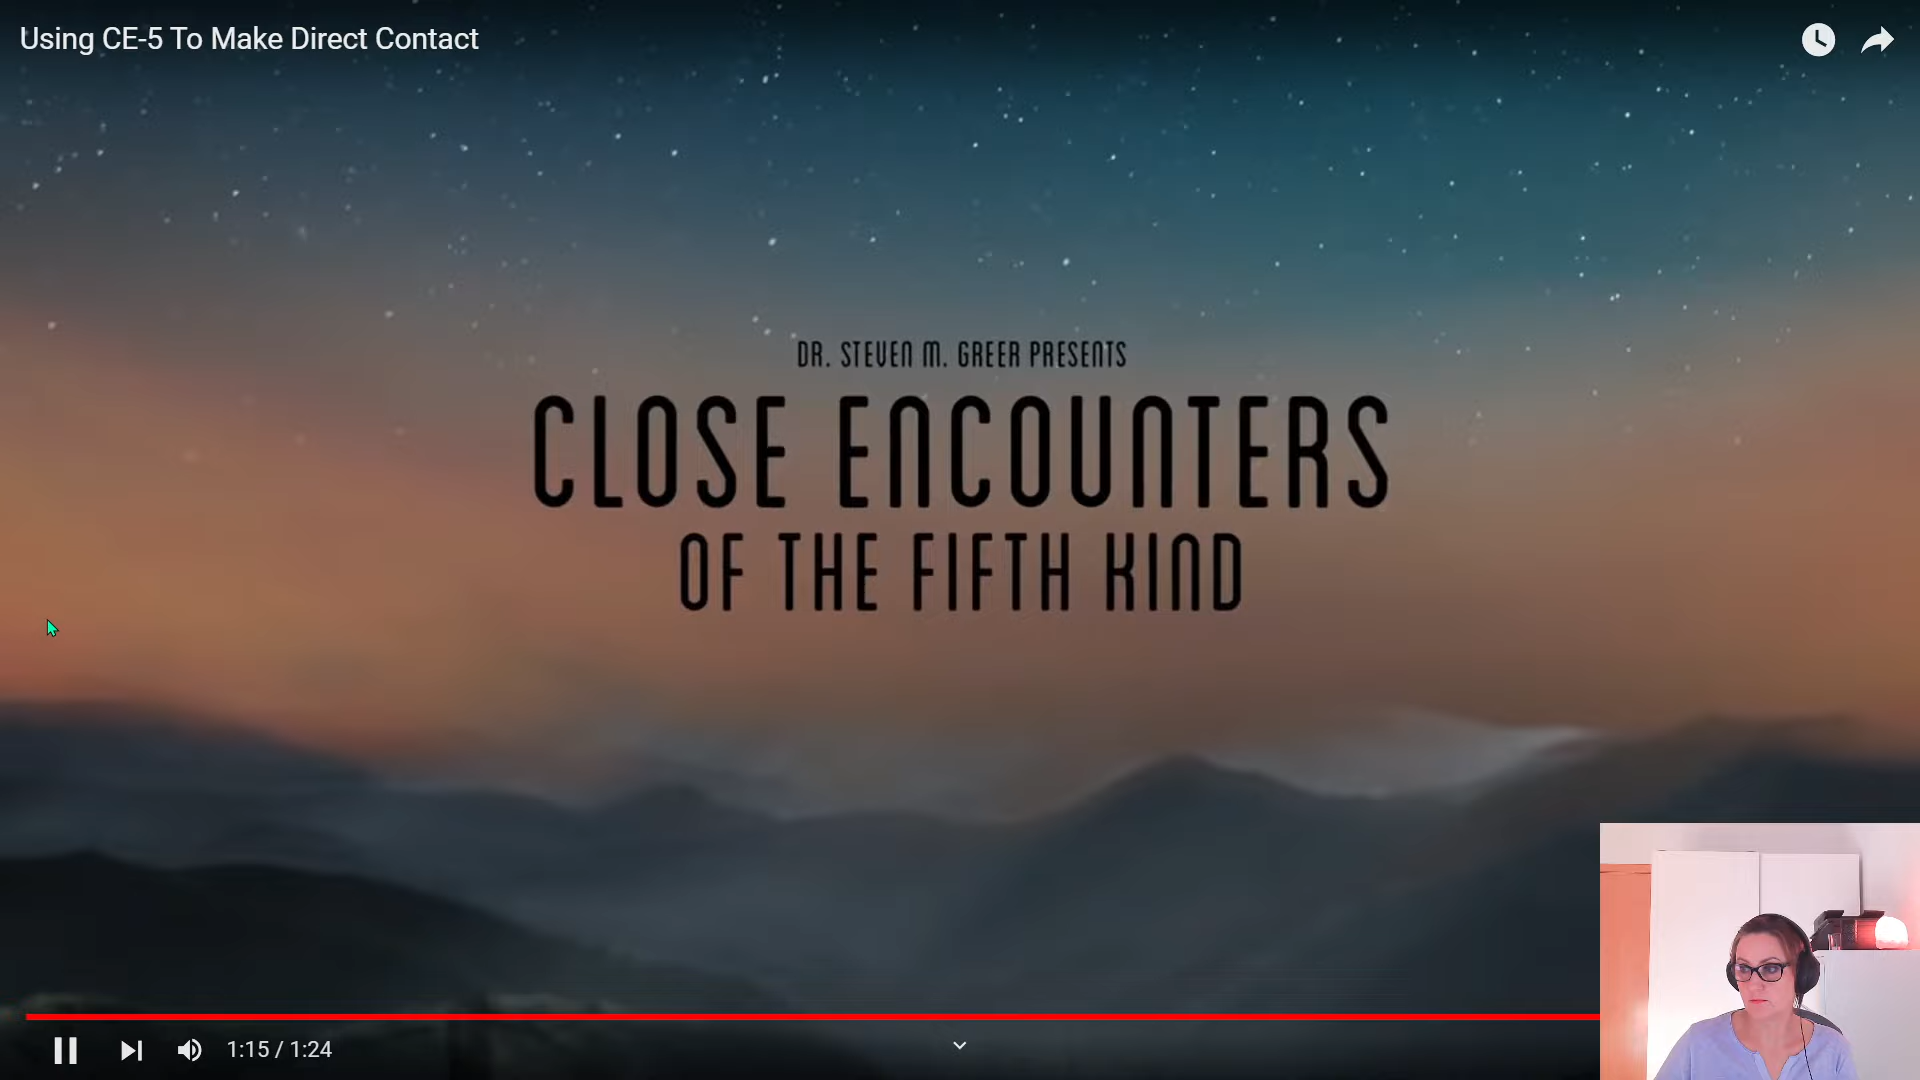 Using CE-5 To Make Direct Contact
DR. STEVEN M. GREER PRESENTS
CLOSE ENCOUNTERS
OF THE FIFTH KIND
1:15 / 1:24